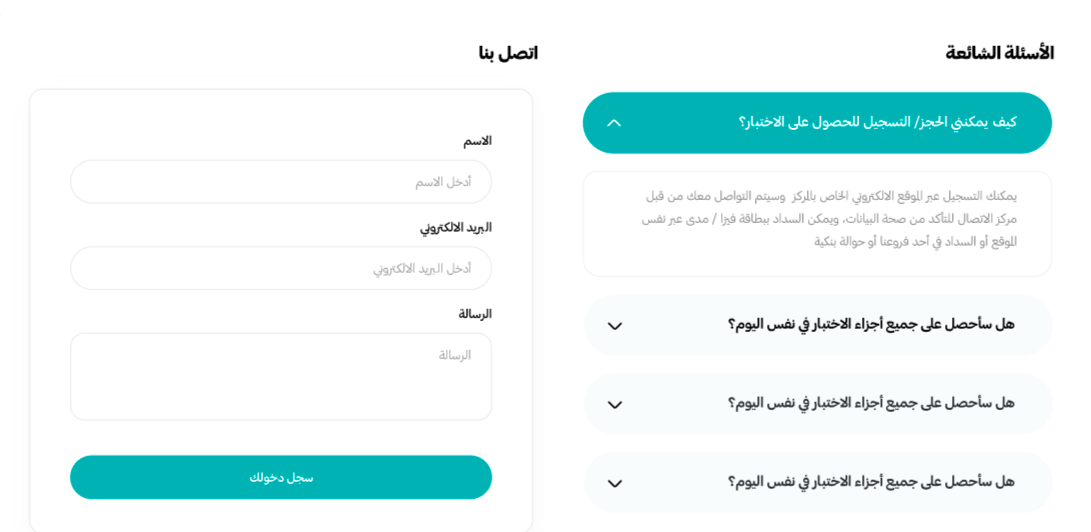 الأسئلة الشائعة
كيف يمكنني الحجز/ التسجيل للحصول على الاختبار؟
يمكنك التسجيل عبر الموقع الالكتروني الخاص بالمركز وسيتم التواصل معك من قبل
مركز الاتصال للتأكد من صحة البيانات، ويمكن السداد ببطاقة فيزا / مدى عبر نفس
الموقع أو السداد في أحد فروعنا أو حوالة بنكية
هل سأحصل على جميع أجزاء الاختبار في نفس اليوم؟
هل سأحصل على جميع أجزاء الاختبار في نفس اليوم؟
هل سأحصل على جميع أجزاء الاختبار في نفس اليوم؟
اتصل بنا
الاسم
أدخل الاسم
البريد الالكتروني
أدخل البريد الالكتروني
الرسالة
الرسالة
سجل دخولك